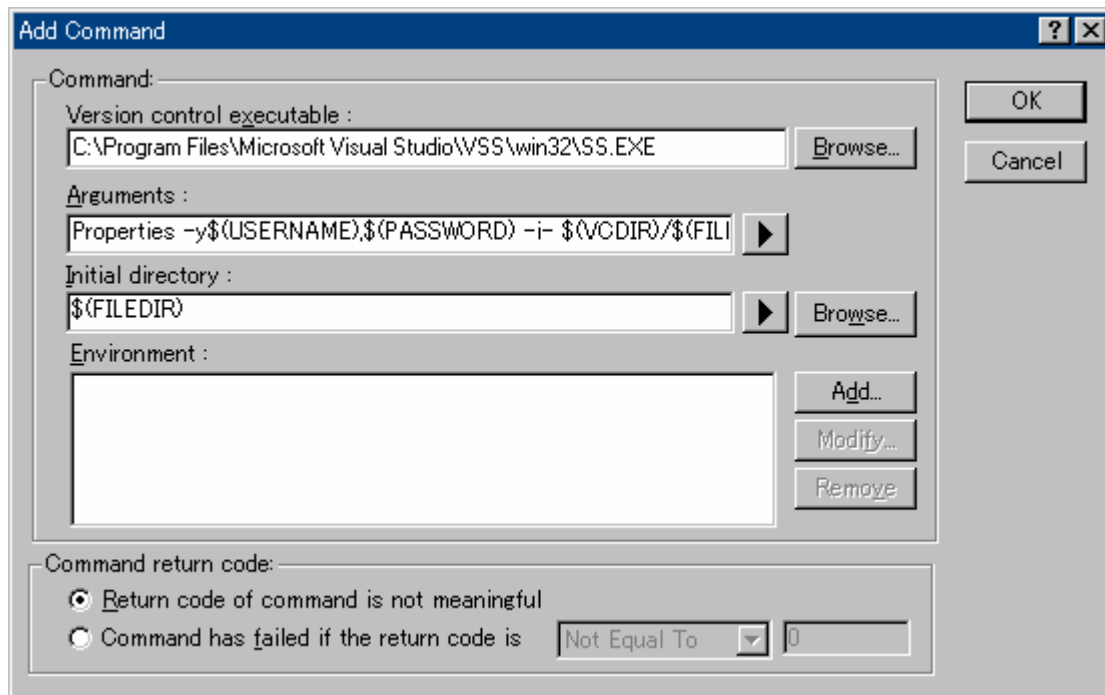 Add Command
Command:
Version control executable :
C:\Program Files\Microsoft Visual Studio\VSS\win32\SS.EXE
Browse...
OK
Cancel
Arguments :
Properties -y$(USERNAME),$(PASSWORD) -i- $(VCDIR)/$(FIL
Initial directory :
$(FILEDIR)
Browse...
Environment :
Add...
Modify...
Remove
Command return code:
Return code of command is not meaningful
Command has failed if the return code is
Not Equal To
0